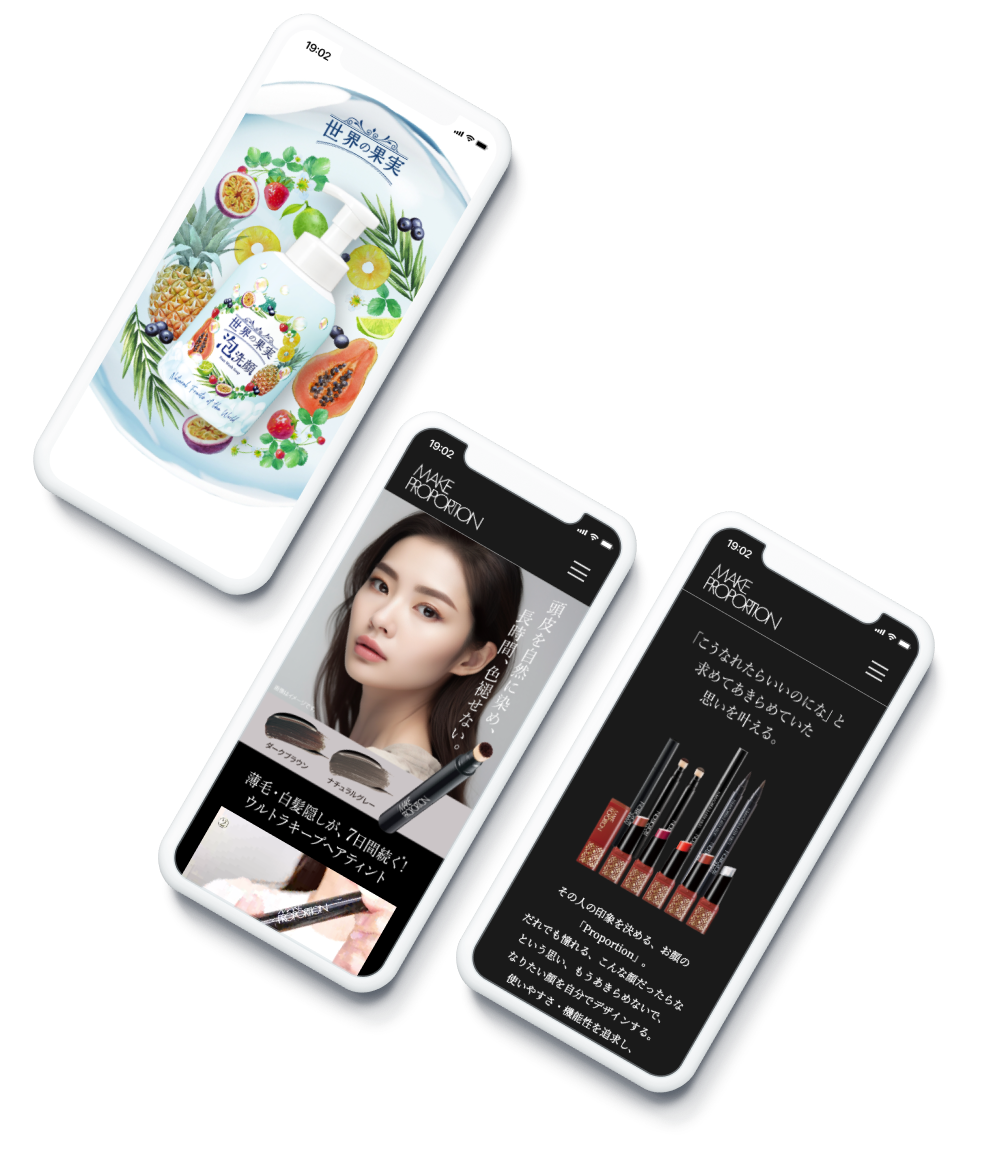 19:02
世界の果実
世界の果実
泡洗顔
Natural Fruits of the World
19:02
MAKE
PROPORTION
頭皮を自然に染め、
長時間、色褪せない。
ダークブラウン
ナチュラルグレー
MAKE
PROPORTION
薄毛・白髪隠しが、7日間続く!
ウルトラキープヘアティント
MAKE
PROPORTION
19:02
MAKE
PROPORTION
「こうなれたらいいのにな」と
求めてあきらめていた
思いを叶える。
その人の印象を決める、お顔の
「Proportion」。
だれでも憧れる、こんな顔だったらな
という思い、もうあきらめないで、
なりたい顔を自分でデザインする。
使いやすさ・機能性を追求し、